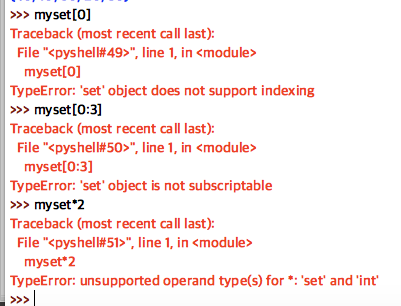 >>> myset[0]
Traceback (most recent call last):
  File "<pyshell#49>", line 1, in <module>
    myset[0]
TypeError: 'set' object does not support indexing
>>> myset[0:3]
Traceback (most recent call last):
  File "<pyshell#50>", line 1, in <module>
    myset[0:3]
TypeError: 'set' object is not subscriptable
>>> myset*2
Traceback (most recent call last):
  File "<pyshell#51>", line 1, in <module>
    myset*2
TypeError: unsupported operand type(s) for *: 'set' and 'int'
>>>